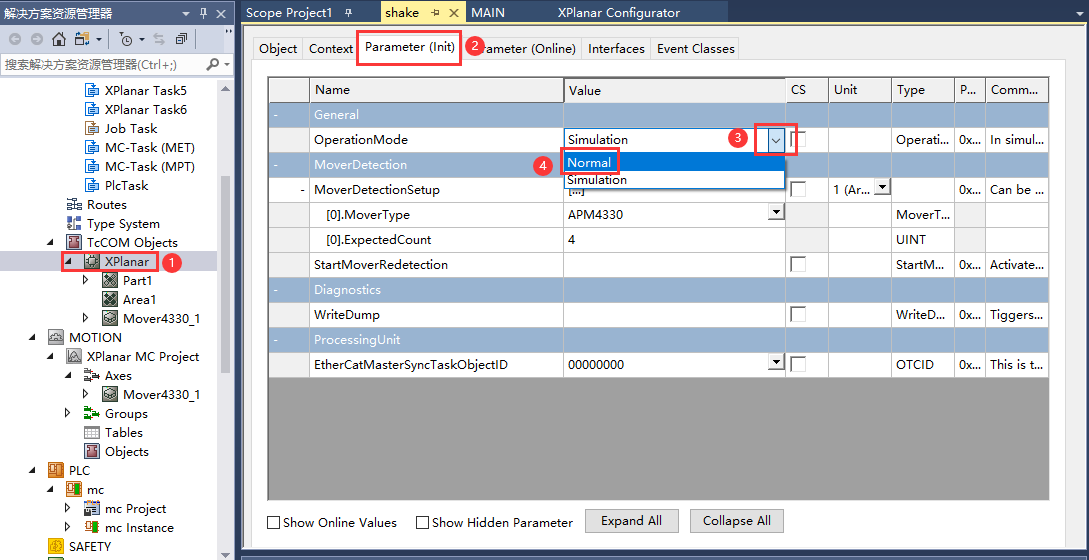 解决方案资源管理器
搜索解决方案资源管理器(Ctrl+;)
XPlanar Task5
XPlanar Task6
Job Task
MC-Task (MET)
MC-Task (MPT)
PlcTask
Routes
Type System
TcCOM Objects
XPlanar 1
Part1
Area1
Mover4330_1
MOTION
XPlanar MC Project
Axes
Mover4330_1
Groups
Tables
Objects
PLC
mc
mc Project
mc Instance
SAFETY
Scope Project1 shake MAIN XPlanar Configurator
Object Context Parameter (Init) 2 arameter (Online) Interfaces Event Classes
Name Value CS Unit Type P... Comm...
- General
OperationMode Simulation 3 Operati... 0x... In simul...
4 Normal
- MoverDetection
Simulation
- MoverDetectionSetup [...] 1 (Ar... 0x... Can be ...
[0].MoverType APM4330 MoverT...
[0].ExpectedCount 4 UINT
StartMoverRedetection StartM... 0x... Activate...
- Diagnostics
WriteDump WriteD... 0x... Tiggers...
- ProcessingUnit
EtherCatMasterSyncTaskObjectID 00000000 OTCID 0x... This is t...
Show Online Values Show Hidden Parameter Expand All Collapse All